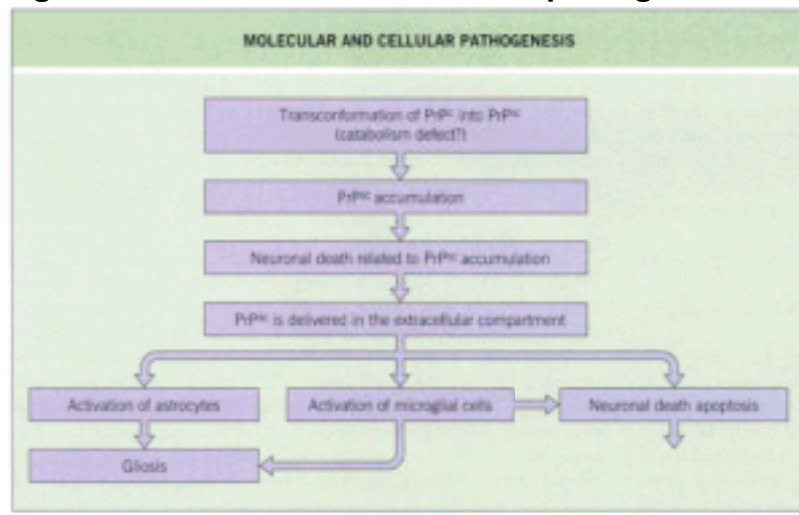 MOLECULAR AND CELLULAR PATHOGENESIS
Transconformation of PrPᶜ into PrPˢᶜ
(catabolism defect?)
PrPˢᶜ accumulation
Neuronal death related to PrPˢᶜ accumulation
PrPˢᶜ is delivered in the extracellular compartment
Activation of astrocytes
Activation of microglial cells
Neuronal death apoptosis
Gliosis